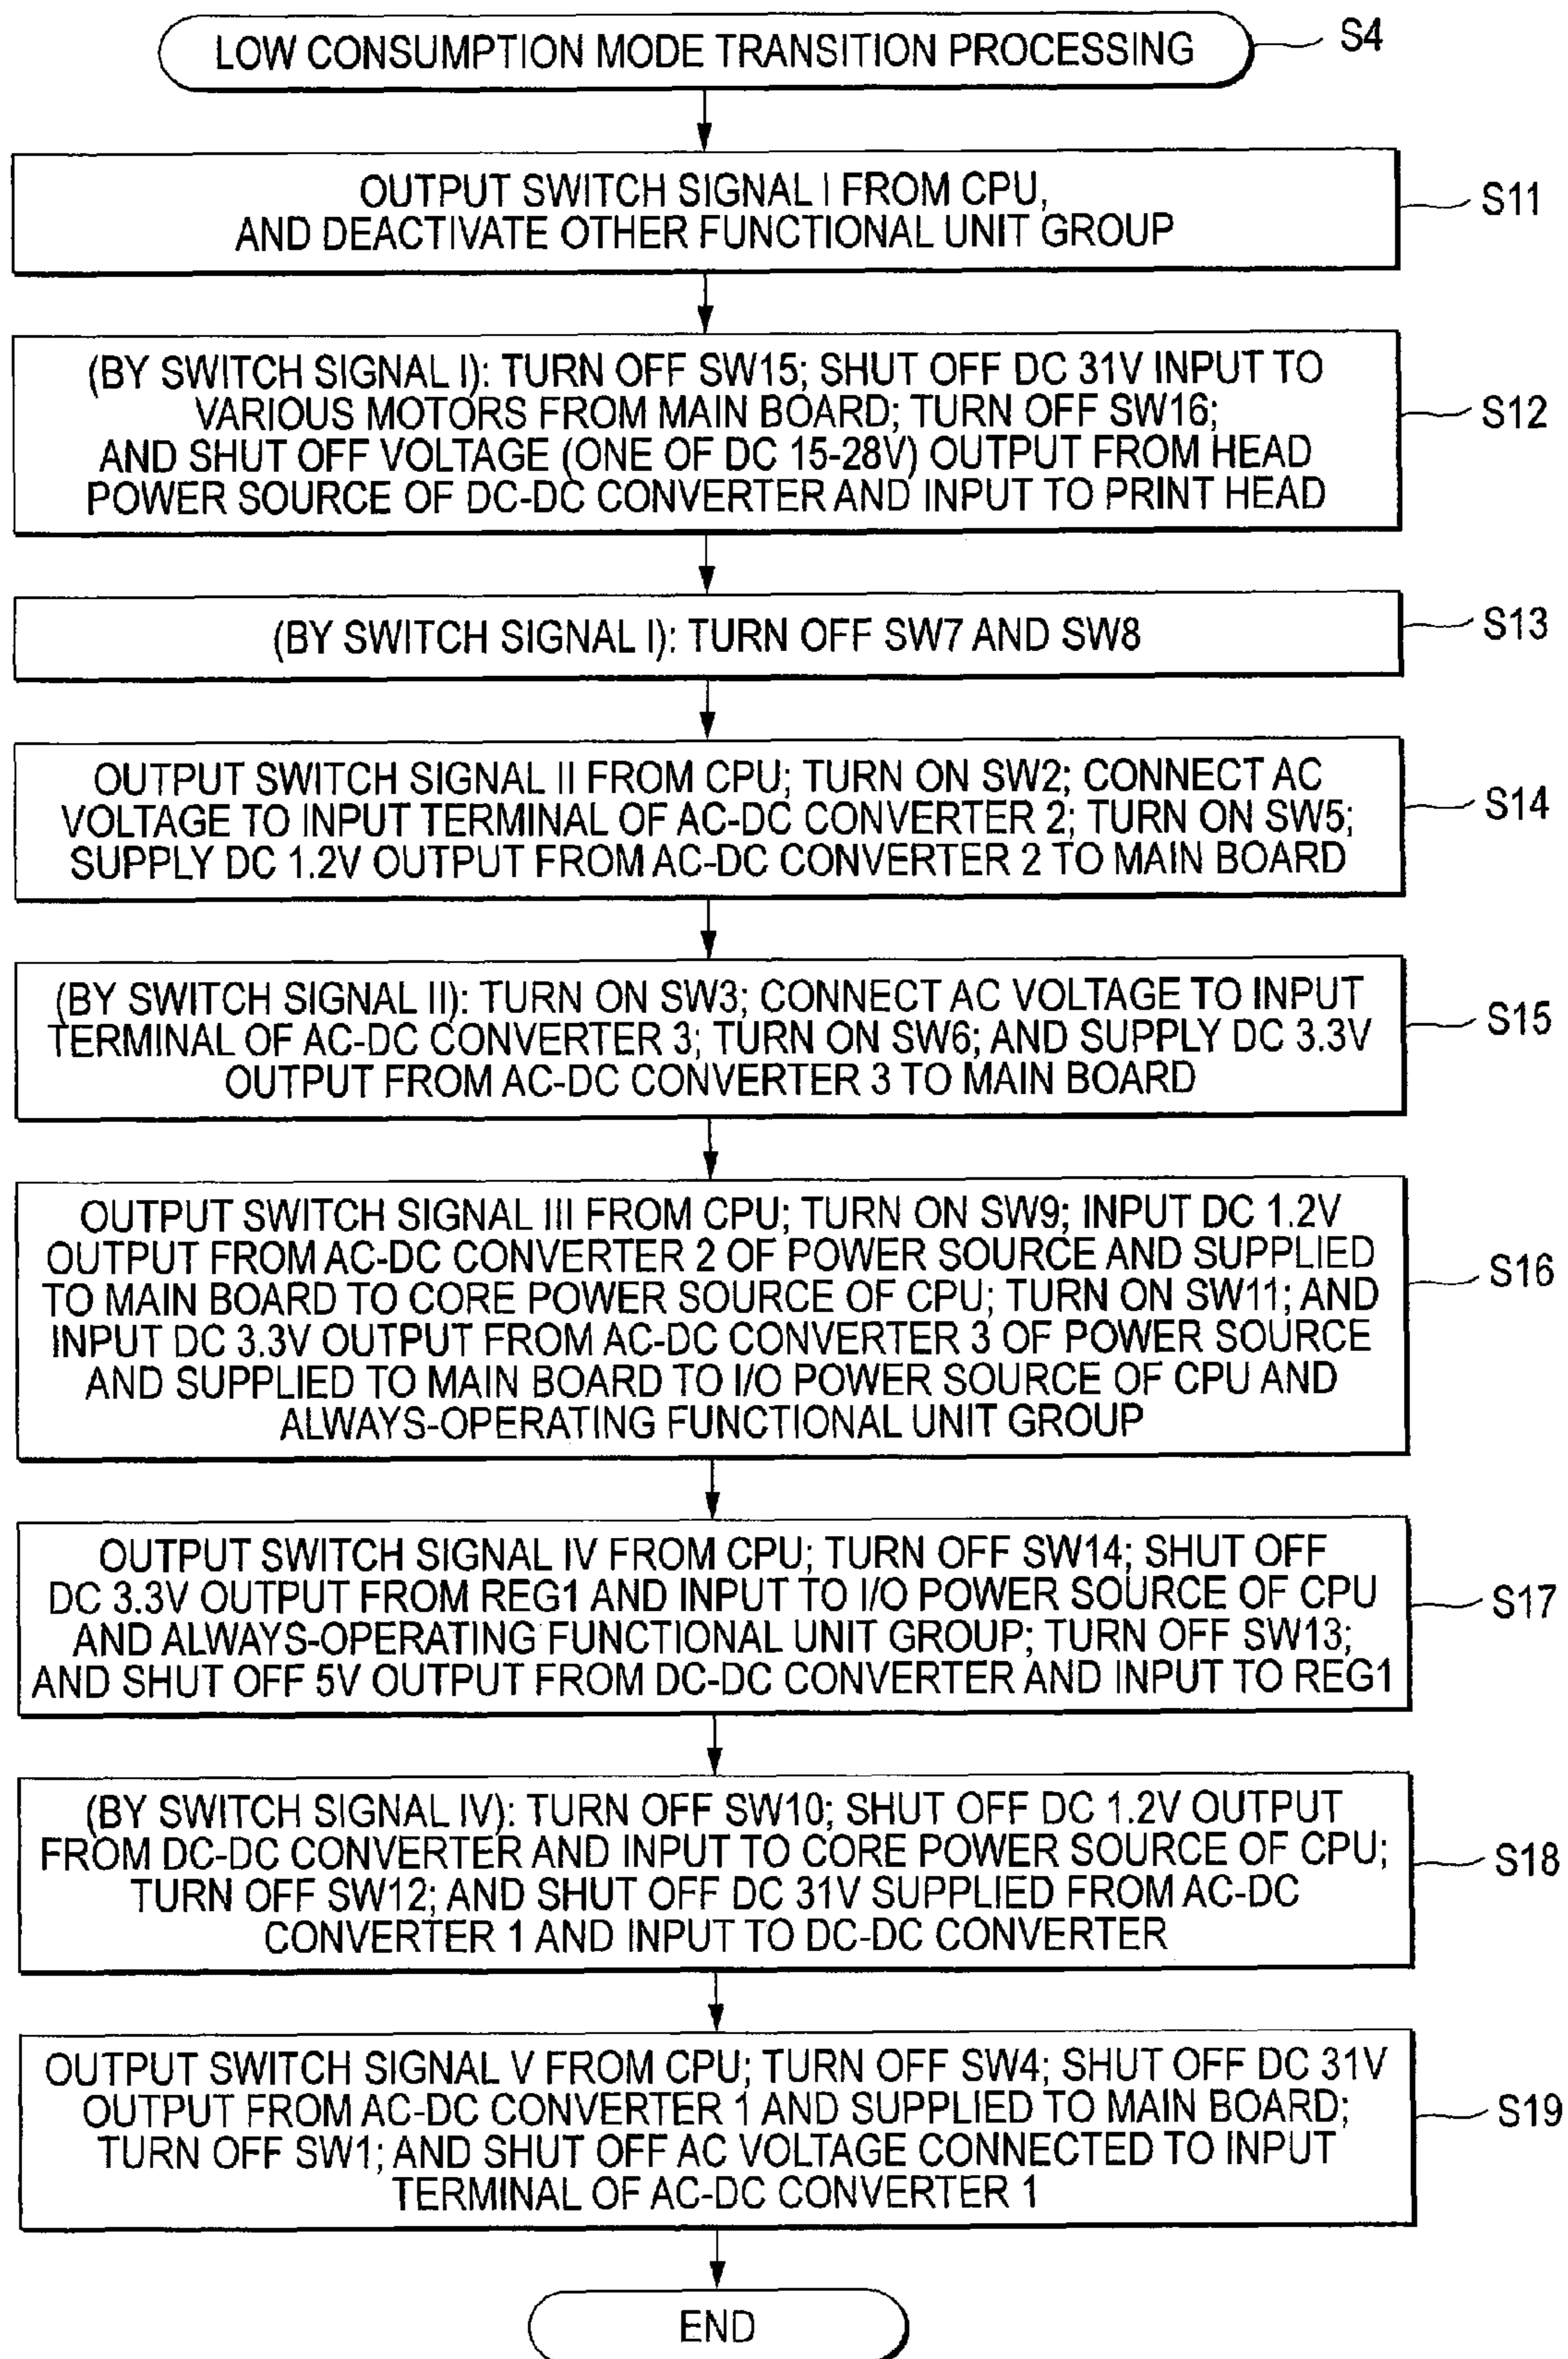 LOW CONSUMPTION MODE TRANSITION PROCESSING
S4
OUTPUT SWITCH SIGNAL I FROM CPU,
AND DEACTIVATE OTHER FUNCTIONAL UNIT GROUP
S11
(BY SWITCH SIGNAL I): TURN OFF SW15; SHUT OFF DC 31V INPUT TO
VARIOUS MOTORS FROM MAIN BOARD; TURN OFF SW16;
AND SHUT OFF VOLTAGE (ONE OF DC 15-28V) OUTPUT FROM HEAD
POWER SOURCE OF DC-DC CONVERTER AND INPUT TO PRINT HEAD
S12
(BY SWITCH SIGNAL I): TURN OFF SW7 AND SW8
S13
OUTPUT SWITCH SIGNAL II FROM CPU; TURN ON SW2; CONNECT AC
VOLTAGE TO INPUT TERMINAL OF AC-DC CONVERTER 2; TURN ON SW5;
SUPPLY DC 1.2V OUTPUT FROM AC-DC CONVERTER 2 TO MAIN BOARD
S14
(BY SWITCH SIGNAL II): TURN ON SW3; CONNECT AC VOLTAGE TO INPUT
TERMINAL OF AC-DC CONVERTER 3; TURN ON SW6; AND SUPPLY DC 3.3V
OUTPUT FROM AC-DC CONVERTER 3 TO MAIN BOARD
S15
OUTPUT SWITCH SIGNAL III FROM CPU; TURN ON SW9; INPUT DC 1.2V
OUTPUT FROM AC-DC CONVERTER 2 OF POWER SOURCE AND SUPPLIED
TO MAIN BOARD TO CORE POWER SOURCE OF CPU; TURN ON SW11; AND
INPUT DC 3.3V OUTPUT FROM AC-DC CONVERTER 3 OF POWER SOURCE
AND SUPPLIED TO MAIN BOARD TO I/O POWER SOURCE OF CPU AND
ALWAYS-OPERATING FUNCTIONAL UNIT GROUP
S16
OUTPUT SWITCH SIGNAL IV FROM CPU; TURN OFF SW14; SHUT OFF
DC 3.3V OUTPUT FROM REG1 AND INPUT TO I/O POWER SOURCE OF CPU
AND ALWAYS-OPERATING FUNCTIONAL UNIT GROUP; TURN OFF SW13;
AND SHUT OFF 5V OUTPUT FROM DC-DC CONVERTER AND INPUT TO REG1
S17
(BY SWITCH SIGNAL IV): TURN OFF SW10; SHUT OFF DC 1.2V OUTPUT
FROM DC-DC CONVERTER AND INPUT TO CORE POWER SOURCE OF CPU;
TURN OFF SW12; AND SHUT OFF DC 31V SUPPLIED FROM AC-DC
CONVERTER 1 AND INPUT TO DC-DC CONVERTER
S18
OUTPUT SWITCH SIGNAL V FROM CPU; TURN OFF SW4; SHUT OFF DC 31V
OUTPUT FROM AC-DC CONVERTER 1 AND SUPPLIED TO MAIN BOARD;
TURN OFF SW1; AND SHUT OFF AC VOLTAGE CONNECTED TO INPUT
TERMINAL OF AC-DC CONVERTER 1
S19
END